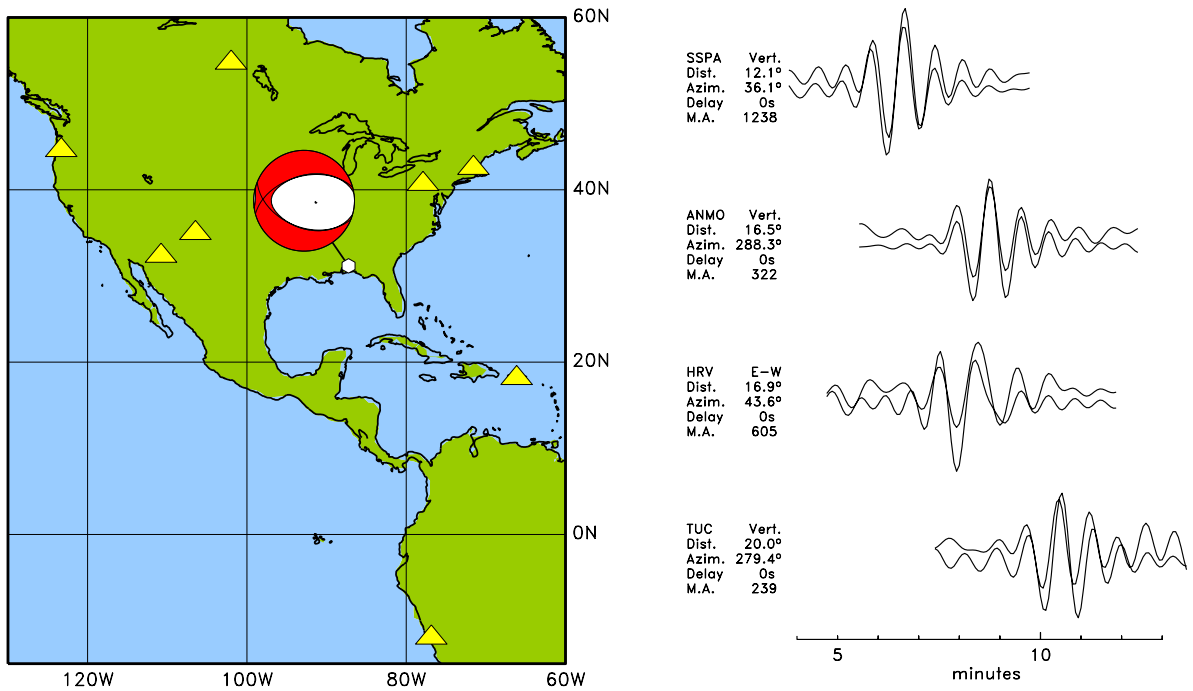 60N
40N
20N
0N
120W 100W 80W 60W
SSPA Vert.
Dist. 12.1°
Azim. 36.1°
Delay 0s
M.A. 1238
ANMO Vert.
Dist. 16.5°
Azim. 288.3°
Delay 0s
M.A. 322
HRV E-W
Dist. 16.9°
Azim. 43.6°
Delay 0s
M.A. 605
TUC Vert.
Dist. 20.0°
Azim. 279.4°
Delay 0s
M.A. 239
5 10
minutes